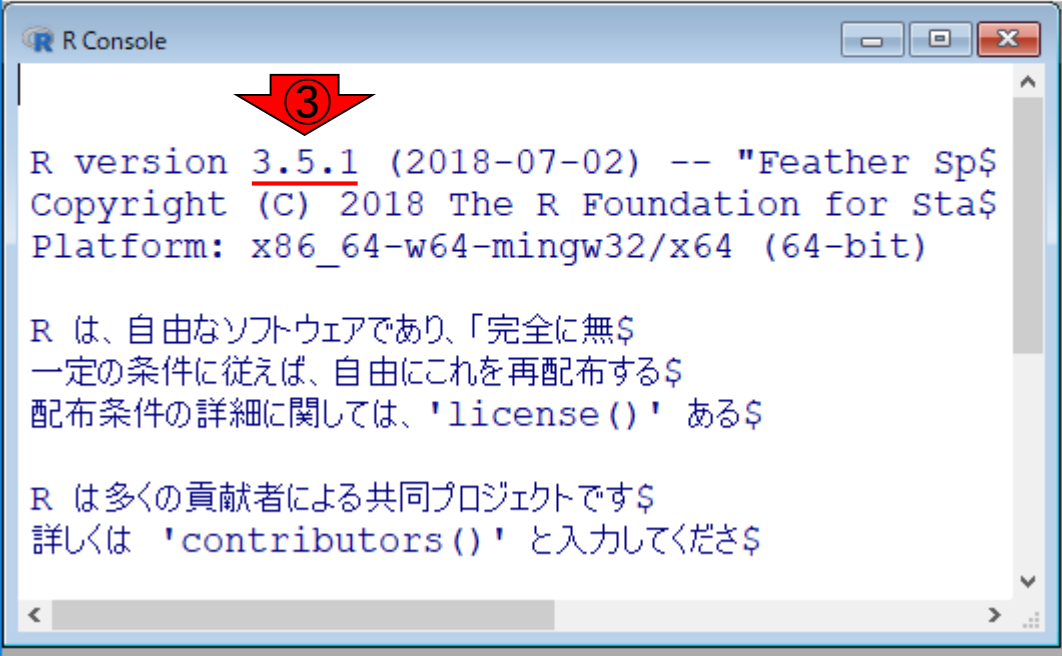 R Console
③
R version 3.5.1 (2018-07-02) -- "Feather Sp$
Copyright (C) 2018 The R Foundation for Sta$
Platform: x86_64-w64-mingw32/x64 (64-bit)
R は、自由なソフトウェアであり、「完全に無$
一定の条件に従えば、自由にこれを再配布する$
配布条件の詳細に関しては、'license()' ある$
R は多くの貢献者による共同プロジェクトです$
詳しくは 'contributors()' と入力してくださ$